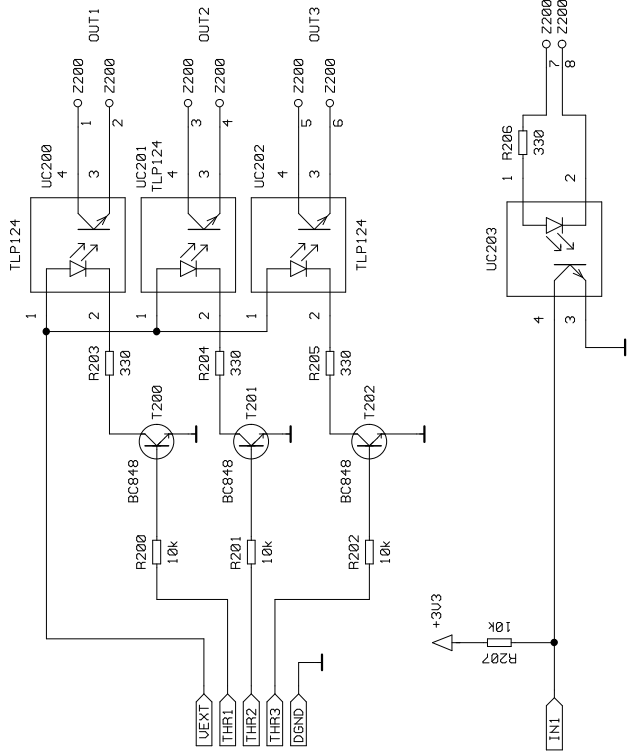 OUT1
OUT2
OUT3
Z200
Z200
Z200
Z200
Z200
Z200
Z200
Z200
1
2
3
4
5
6
7
8
UC200
4
3
TLP124
1
2
UC201
TLP124
4
3
1
2
UC202
4
3
TLP124
1
2
R203
330
R204
330
R205
330
T200
BC848
T201
BC848
T202
BC848
R200
10k
R201
10k
R202
10k
VEXT
THR1
THR2
THR3
DGND
R206
330
1
2
UC203
4
3
+3V3
R207
10k
IN1